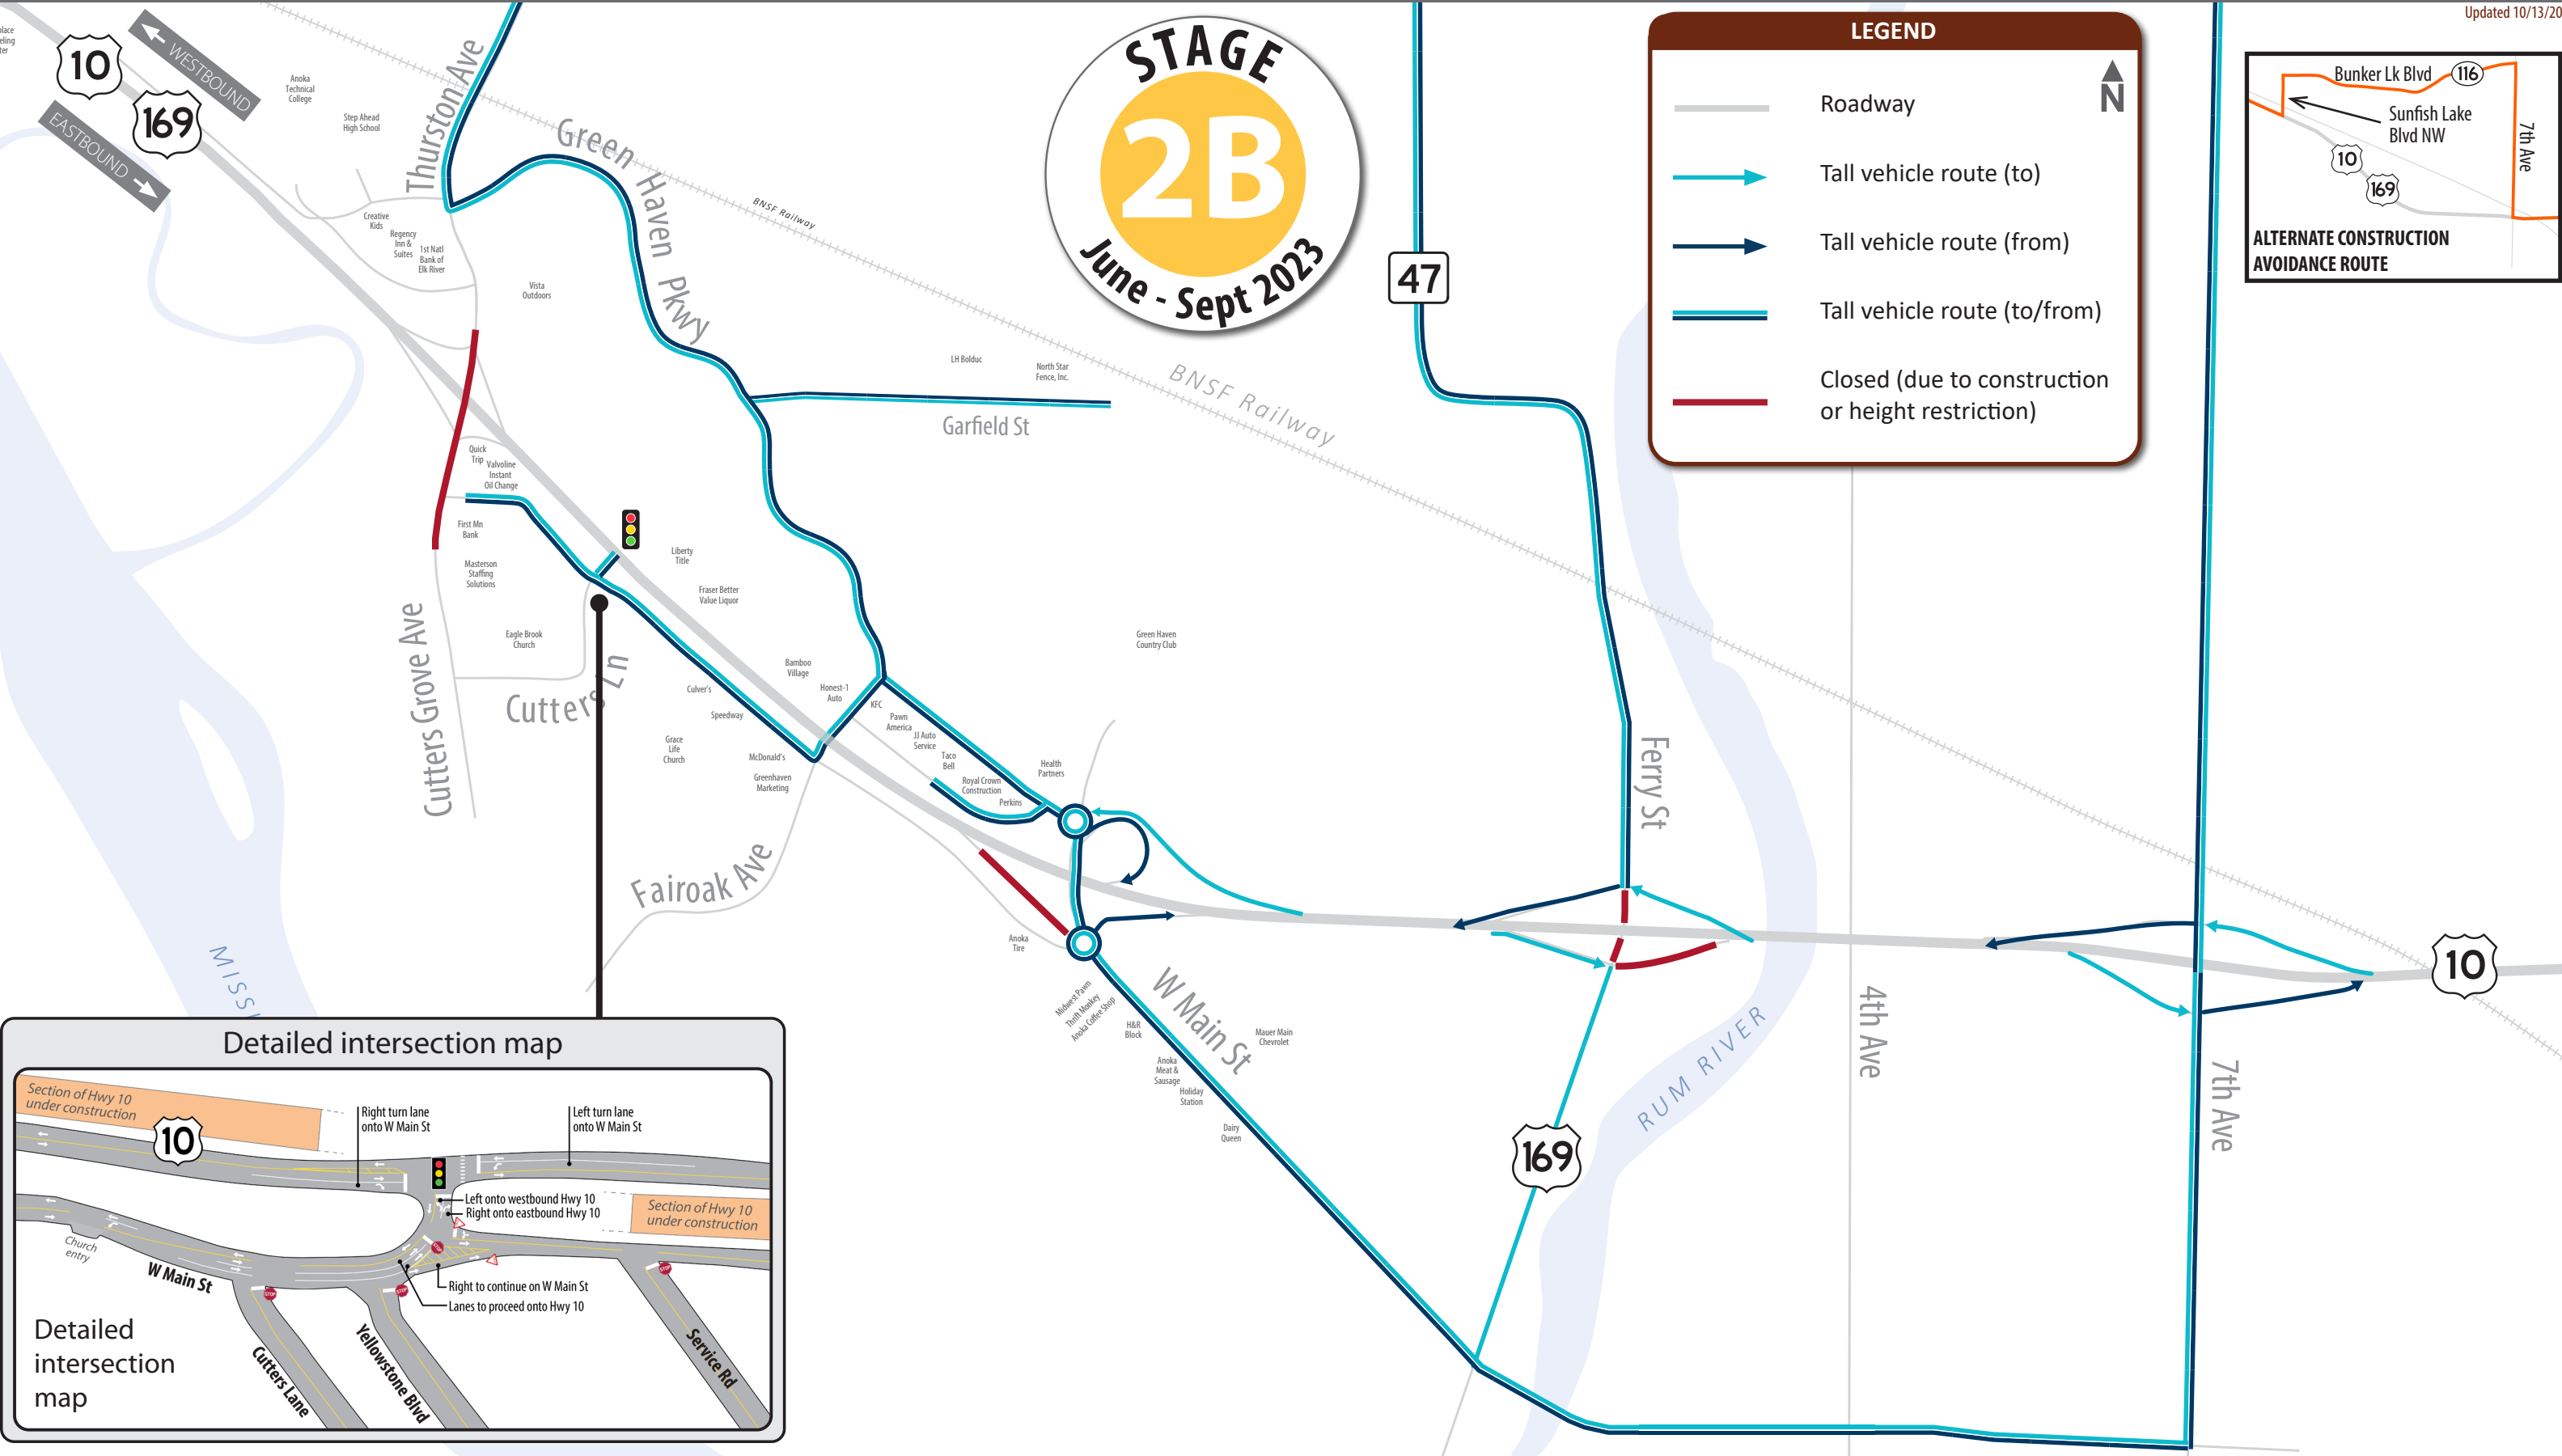 Updated 10/13/20
10
169
WESTBOUND
EASTBOUND
Anoka
Technical
College
Step Ahead
High School
Thurston Ave
Green Haven Pkwy
BNSF Railway
STAGE
2B
June - Sept 2023
47
LEGEND
N
Roadway
Tall vehicle route (to)
Tall vehicle route (from)
Tall vehicle route (to/from)
Closed (due to construction
or height restriction)
Bunker Lk Blvd
116
Sunfish Lake
Blvd NW
7th Ave
10
169
ALTERNATE CONSTRUCTION
AVOIDANCE ROUTE
Creative
Kids
Regency
Inn &
Suites
1st Natl
Bank of
Elk River
Vista
Outdoors
LH Bolduc
North Star
Fence, Inc.
Garfield St
BNSF Railway
Quick
Trip
Valvoline
Instant
Oil Change
First Mn
Bank
Masterson
Staffing
Solutions
Liberty
Title
Fraser Better
Value Liquor
Eagle Brook
Church
Cutters Grove Ave
Cutters Ln
Culver's
Speedway
Grace
Life
Church
McDonald's
Greenhaven
Marketing
Bamboo
Village
Honest-1
Auto
KFC
Pawn
America
JJ Auto
Service
Taco
Bell
Royal Crown
Construction
Perkins
Health
Partners
Green Haven
Country Club
Ferry St
Fairoak Ave
Anoka
Tire
Midwest Pawn
Thrift Monkey
Anoka Coffee Shop
H&R
Block
W Main St
Mauer Main
Chevrolet
Anoka
Meat &
Sausage
Holiday
Station
Dairy
Queen
169
RUM RIVER
4th Ave
7th Ave
10
MISSI
Detailed intersection map
Section of Hwy 10
under construction
10
Right turn lane
onto W Main St
Left turn lane
onto W Main St
Left onto westbound Hwy 10
Right onto eastbound Hwy 10
Section of Hwy 10
under construction
Church
entry
W Main St
STOP
STOP
STOP
Right to continue on W Main St
Lanes to proceed onto Hwy 10
Cutters Lane
Yellowstone Blvd
Service Rd
Detailed
intersection
map